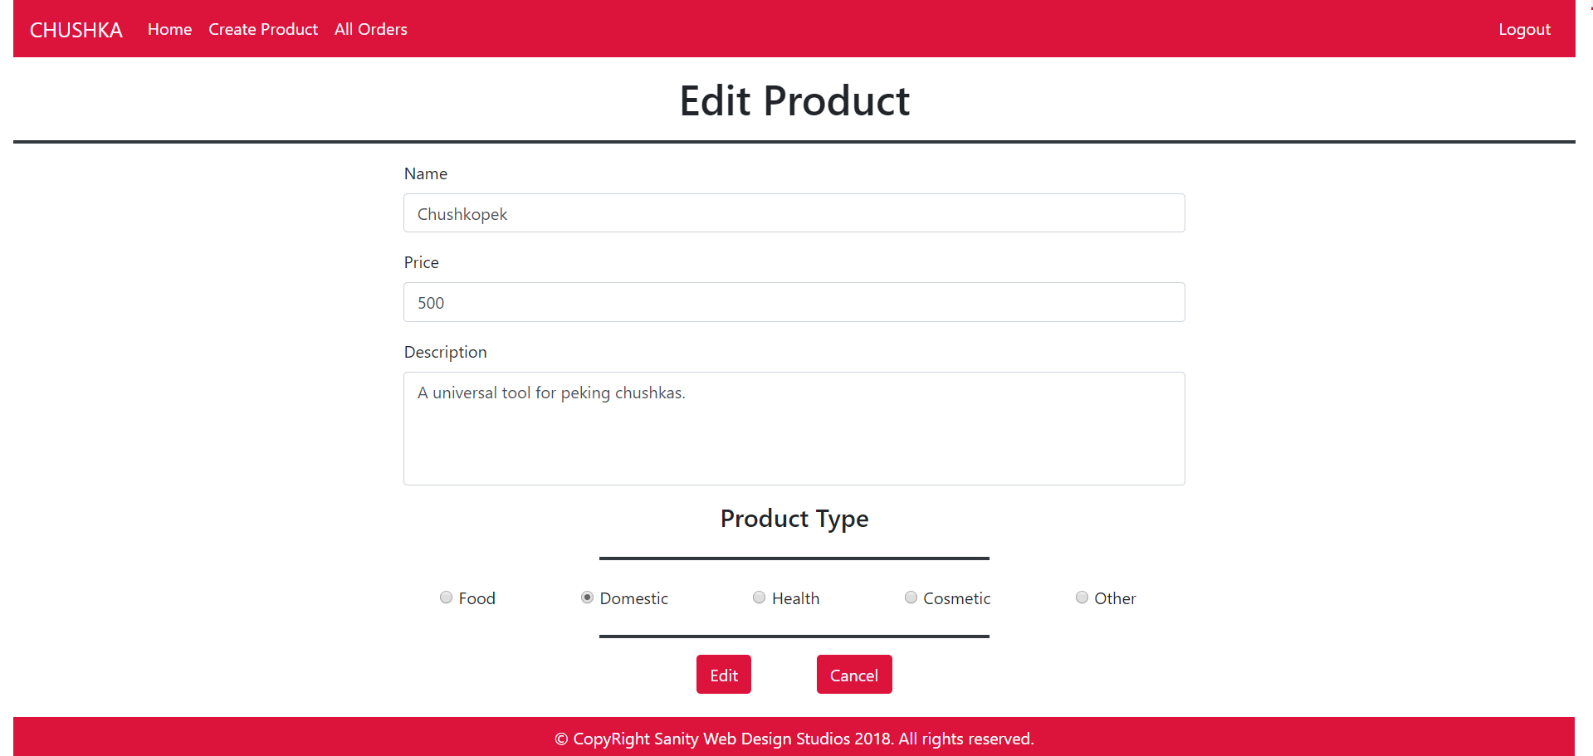 CHUSHKA Home Create Product All Orders Logout
Edit Product
Name
Chushkopek
Price
500
Description
A universal tool for peking chushkas.
Product Type
Food Domestic Health Cosmetic Other
Edit Cancel
© CopyRight Sanity Web Design Studios 2018. All rights reserved.